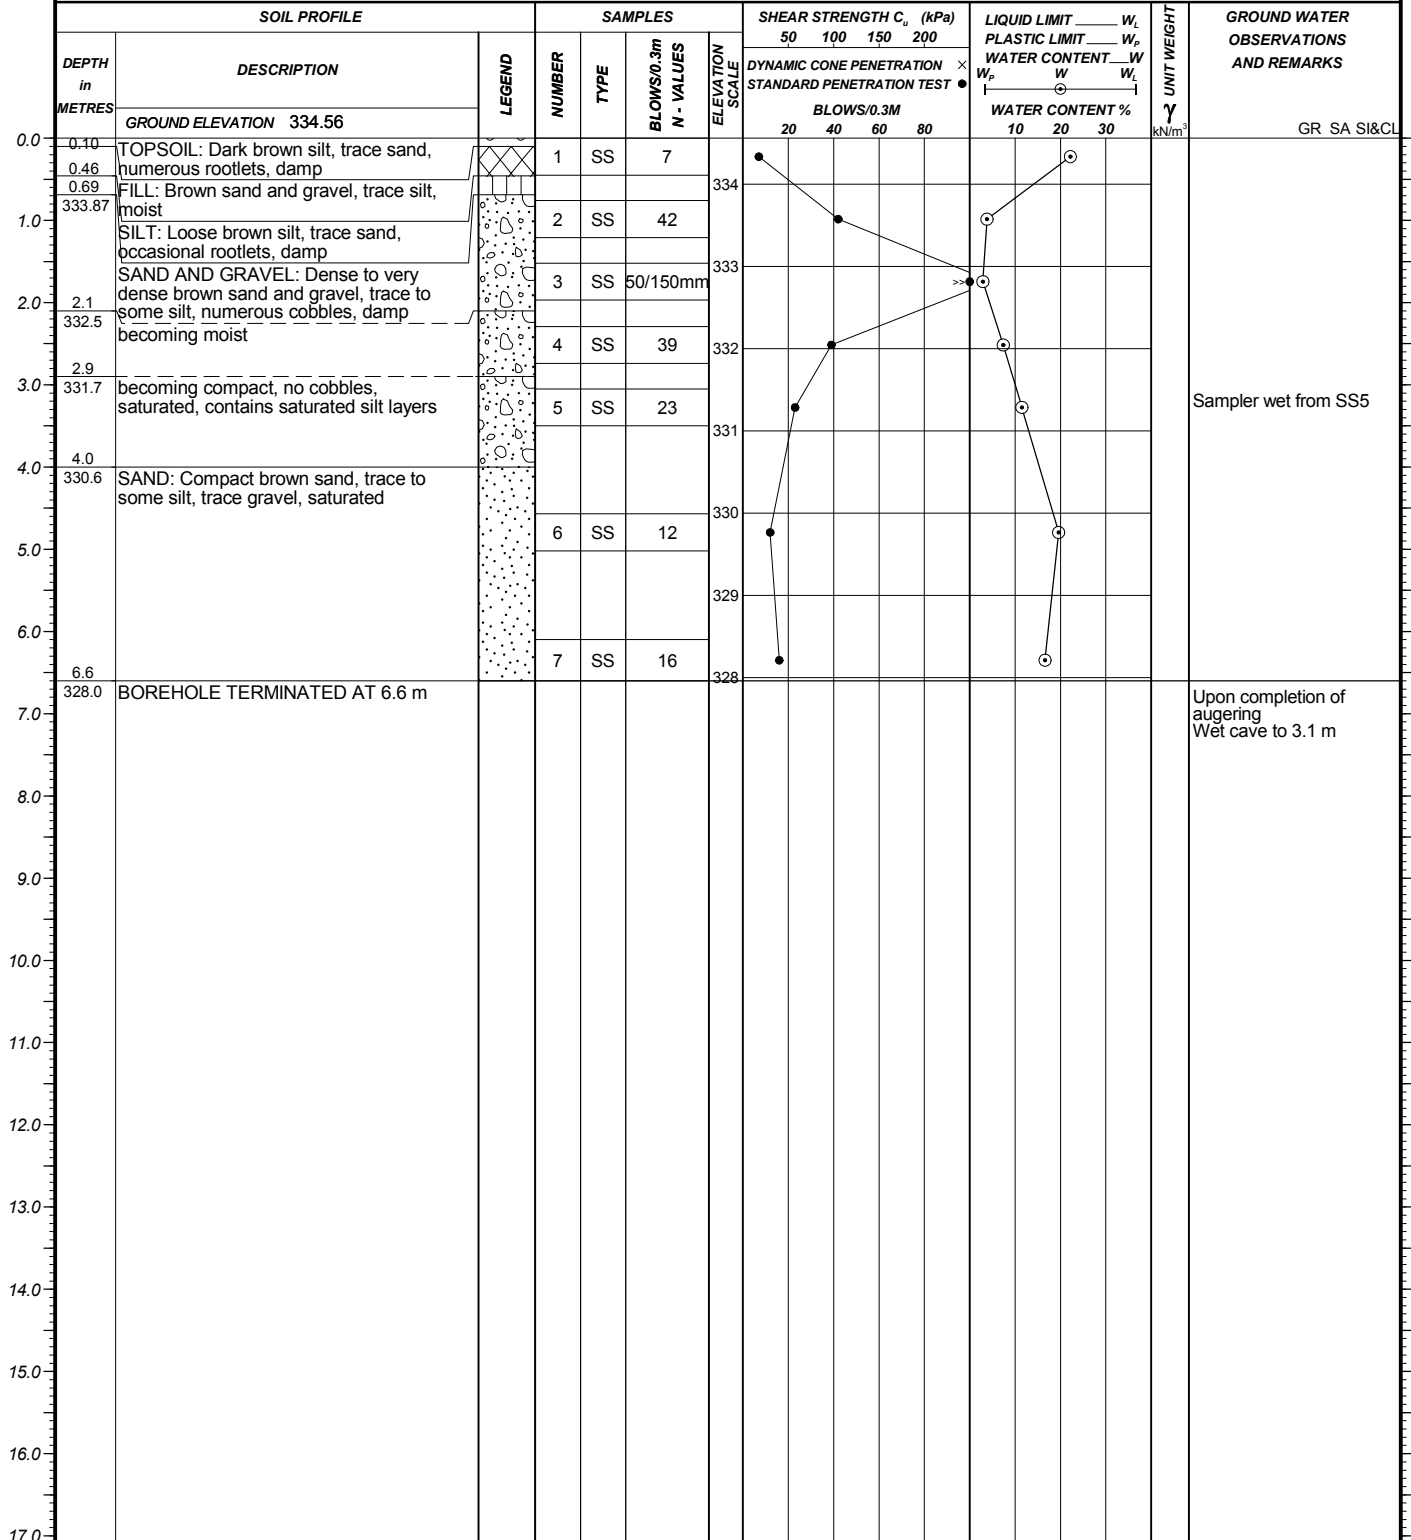 SOIL PROFILE
SAMPLES
SHEAR STRENGTH Cu (kPa)
50 100 150 200
DYNAMIC CONE PENETRATION ×
STANDARD PENETRATION TEST ●
BLOWS/0.3M
20 40 60 80
LIQUID LIMIT ______ WL
PLASTIC LIMIT ____ WP
WATER CONTENT__W
WP W WL
WATER CONTENT %
10 20 30
UNIT WEIGHT
γ
kN/m³
GROUND WATER
OBSERVATIONS
AND REMARKS
GR SA SI&CL
DEPTH
in
METRES
DESCRIPTION
GROUND ELEVATION 334.56
LEGEND
NUMBER
TYPE
BLOWS/0.3m
N - VALUES
ELEVATION
SCALE
0.0
0.10
TOPSOIL: Dark brown silt, trace sand,
numerous rootlets, damp
1 SS 7
0.46
0.69
333.87
FILL: Brown sand and gravel, trace silt,
moist
334
1.0
SILT: Loose brown silt, trace sand,
occasional rootlets, damp
2 SS 42
SAND AND GRAVEL: Dense to very
dense brown sand and gravel, trace to
some silt, numerous cobbles, damp
333
3 SS 50/150mm
>>
2.0
2.1
332.5
becoming moist
4 SS 39
332
2.9
3.0
331.7
becoming compact, no cobbles,
saturated, contains saturated silt layers
5 SS 23
Sampler wet from SS5
331
4.0
4.0
330.6
SAND: Compact brown sand, trace to
some silt, trace gravel, saturated
330
6 SS 12
5.0
329
6.0
7 SS 16
6.6
328
328.0
BOREHOLE TERMINATED AT 6.6 m
Upon completion of
augering
Wet cave to 3.1 m
7.0
8.0
9.0
10.0
11.0
12.0
13.0
14.0
15.0
16.0
17.0